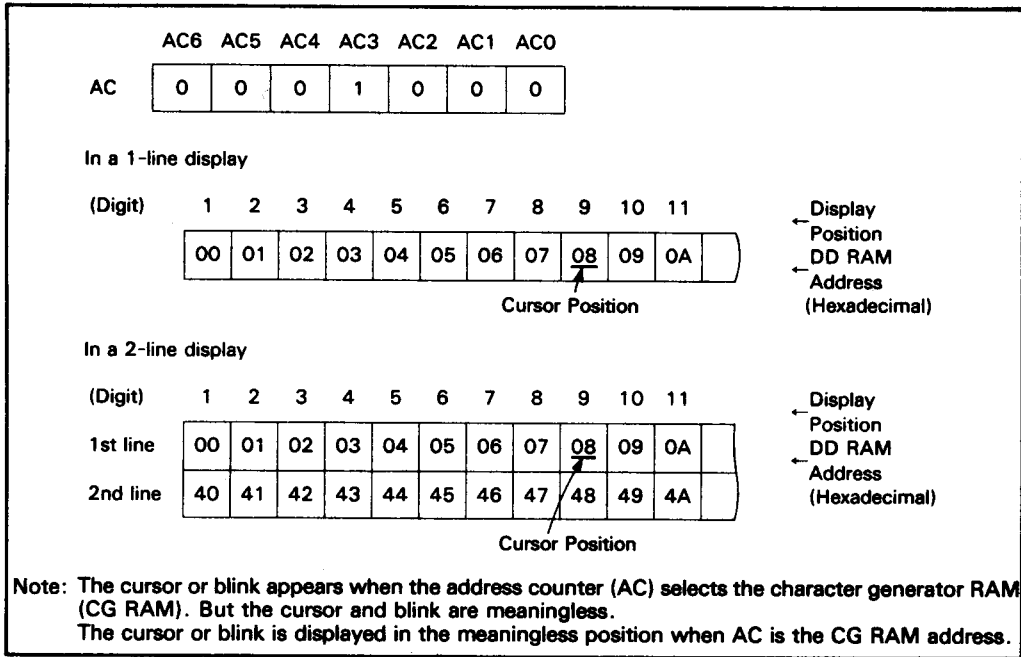 AC6 AC5 AC4 AC3 AC2 AC1 AC0
AC 0 0 0 1 0 0 0
In a 1-line display
(Digit) 1 2 3 4 5 6 7 8 9 10 11
←Display
Position
00 01 02 03 04 05 06 07 08 09 0A
DD RAM
←Address
(Hexadecimal)
Cursor Position
In a 2-line display
(Digit) 1 2 3 4 5 6 7 8 9 10 11
←Display
Position
1st line 00 01 02 03 04 05 06 07 08 09 0A
DD RAM
←Address
(Hexadecimal)
2nd line 40 41 42 43 44 45 46 47 48 49 4A
Cursor Position
Note: The cursor or blink appears when the address counter (AC) selects the character generator RAM
(CG RAM). But the cursor and blink are meaningless.
The cursor or blink is displayed in the meaningless position when AC is the CG RAM address.